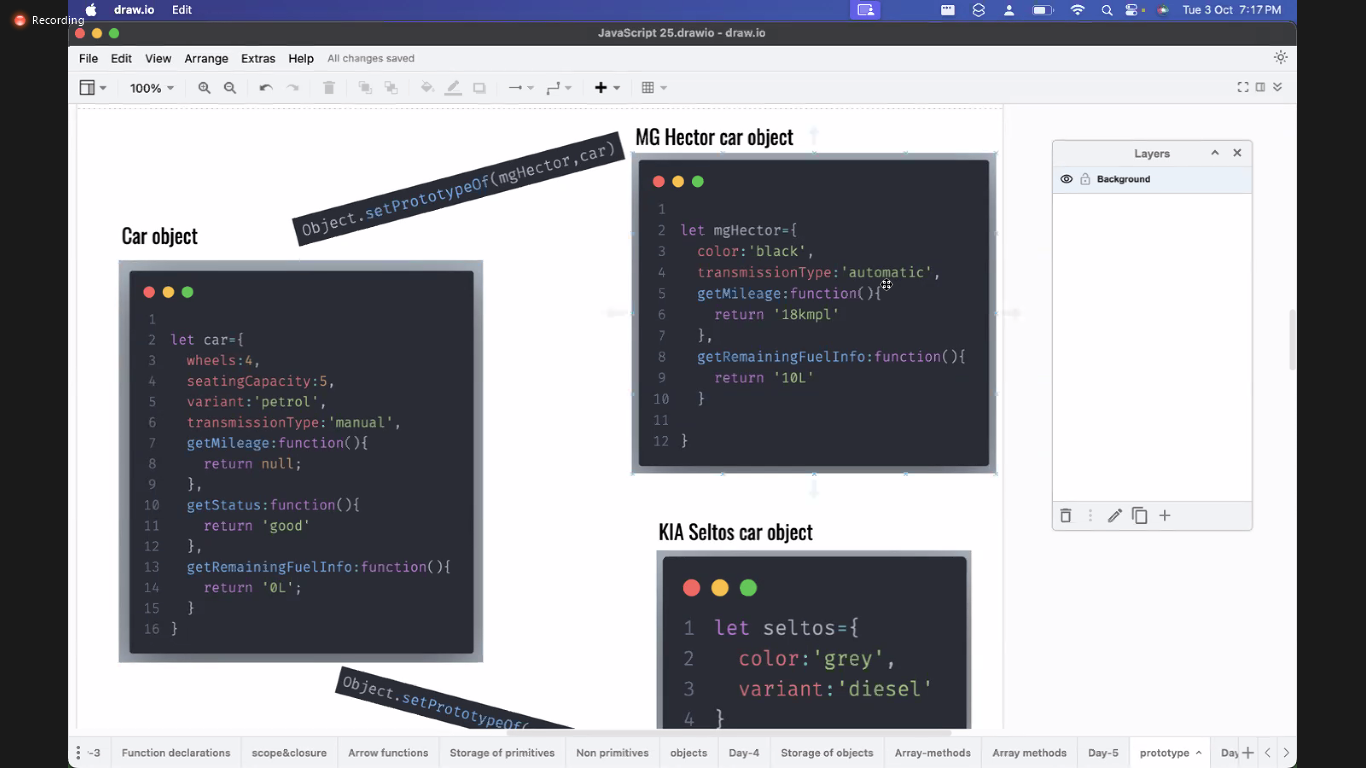 Recording
draw.io Edit
Tue 3 Oct 7:17 PM
JavaScript 25.drawio - draw.io
File Edit View Arrange Extras Help All changes saved
100%
MG Hector car object
Object.setPrototypeOf(mgHector,car)
1
2 let mgHector={
3 color:'black',
4 transmissionType:'automatic',
5 getMileage:function(){
6 return '18kmpl'
7 },
8 getRemainingFuelInfo:function(){
9 return '10L'
10 }
11
12 }
Car object
1
2 let car={
3 wheels:4,
4 seatingCapacity:5,
5 variant:'petrol',
6 transmissionType:'manual',
7 getMileage:function(){
8 return null;
9 },
10 getStatus:function(){
11 return 'good'
12 },
13 getRemainingFuelInfo:function(){
14 return '0L';
15 }
16 }
Object.setPrototypeOf(
KIA Seltos car object
1 let seltos={
2 color:'grey',
3 variant:'diesel'
4 }
Layers
Background
-3 Function declarations scope&closure Arrow functions Storage of primitives Non primitives objects Day-4 Storage of objects Array-methods Array methods Day-5 prototype Day